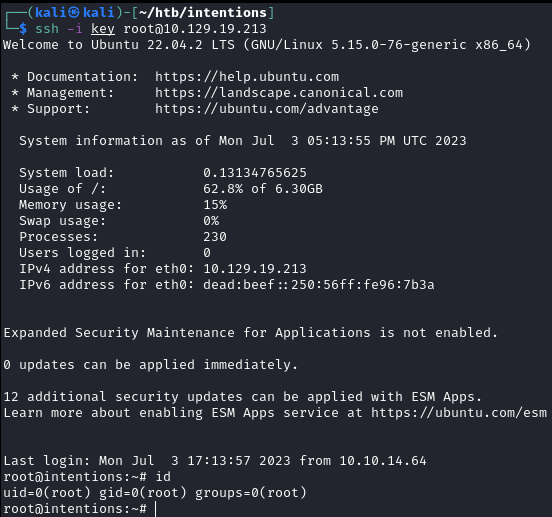 ┌──(kali㉿kali)-[~/htb/intentions]
└─$ ssh -i key root@10.129.19.213
Welcome to Ubuntu 22.04.2 LTS (GNU/Linux 5.15.0-76-generic x86_64)
* Documentation:  https://help.ubuntu.com
* Management:     https://landscape.canonical.com
* Support:        https://ubuntu.com/advantage
System information as of Mon Jul  3 05:13:55 PM UTC 2023
System load:           0.13134765625
Usage of /:            62.8% of 6.30GB
Memory usage:          15%
Swap usage:            0%
Processes:             230
Users logged in:       0
IPv4 address for eth0: 10.129.19.213
IPv6 address for eth0: dead:beef::250:56ff:fe96:7b3a
Expanded Security Maintenance for Applications is not enabled.
0 updates can be applied immediately.
12 additional security updates can be applied with ESM Apps.
Learn more about enabling ESM Apps service at https://ubuntu.com/esm
Last login: Mon Jul  3 17:13:57 2023 from 10.10.14.64
root@intentions:~# id
uid=0(root) gid=0(root) groups=0(root)
root@intentions:~#